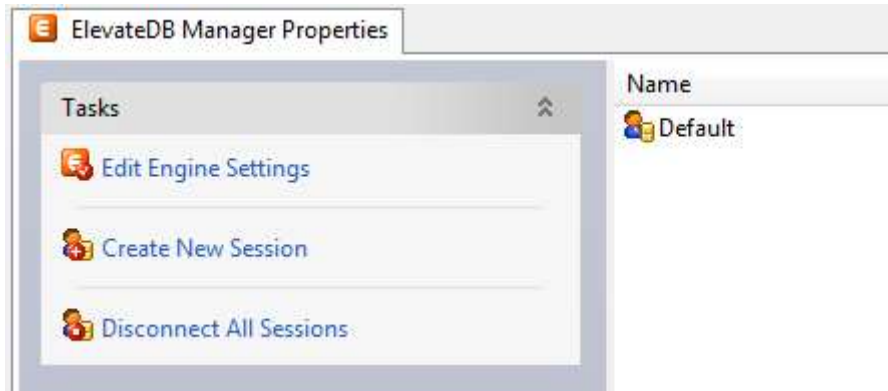 ElevateDB Manager Properties
Tasks
Edit Engine Settings
Create New Session
Disconnect All Sessions
Name
Default